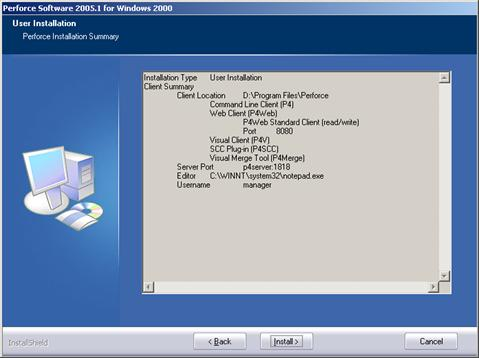 Perforce Software 2005.1 for Windows 2000
User Installation
Perforce Installation Summary
Installation Type User Installation
Client Summary
Client Location D:\Program Files\Perforce
Command Line Client (P4)
Web Client (P4Web)
P4Web Standard Client (read/write)
Port 8080
Visual Client (P4V)
SCC Plug-in (P4SCC)
Visual Merge Tool (P4Merge)
Server Port p4server:1818
Editor C:\WINNT\system32\notepad.exe
Username manager
InstallShield
< Back
Install >
Cancel